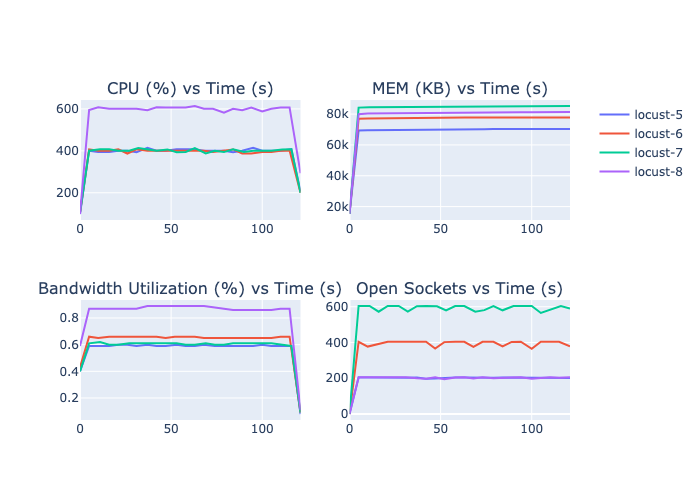 CPU (%) vs Time (s)
MEM (KB) vs Time (s)
600
400
200
0
50
100
80k
60k
40k
20k
0
50
100
locust-5
locust-6
locust-7
locust-8
Bandwidth Utilization (%) vs Time (s)
Open Sockets vs Time (s)
0.8
0.6
0.4
0.2
0
50
100
600
400
200
0
0
50
100